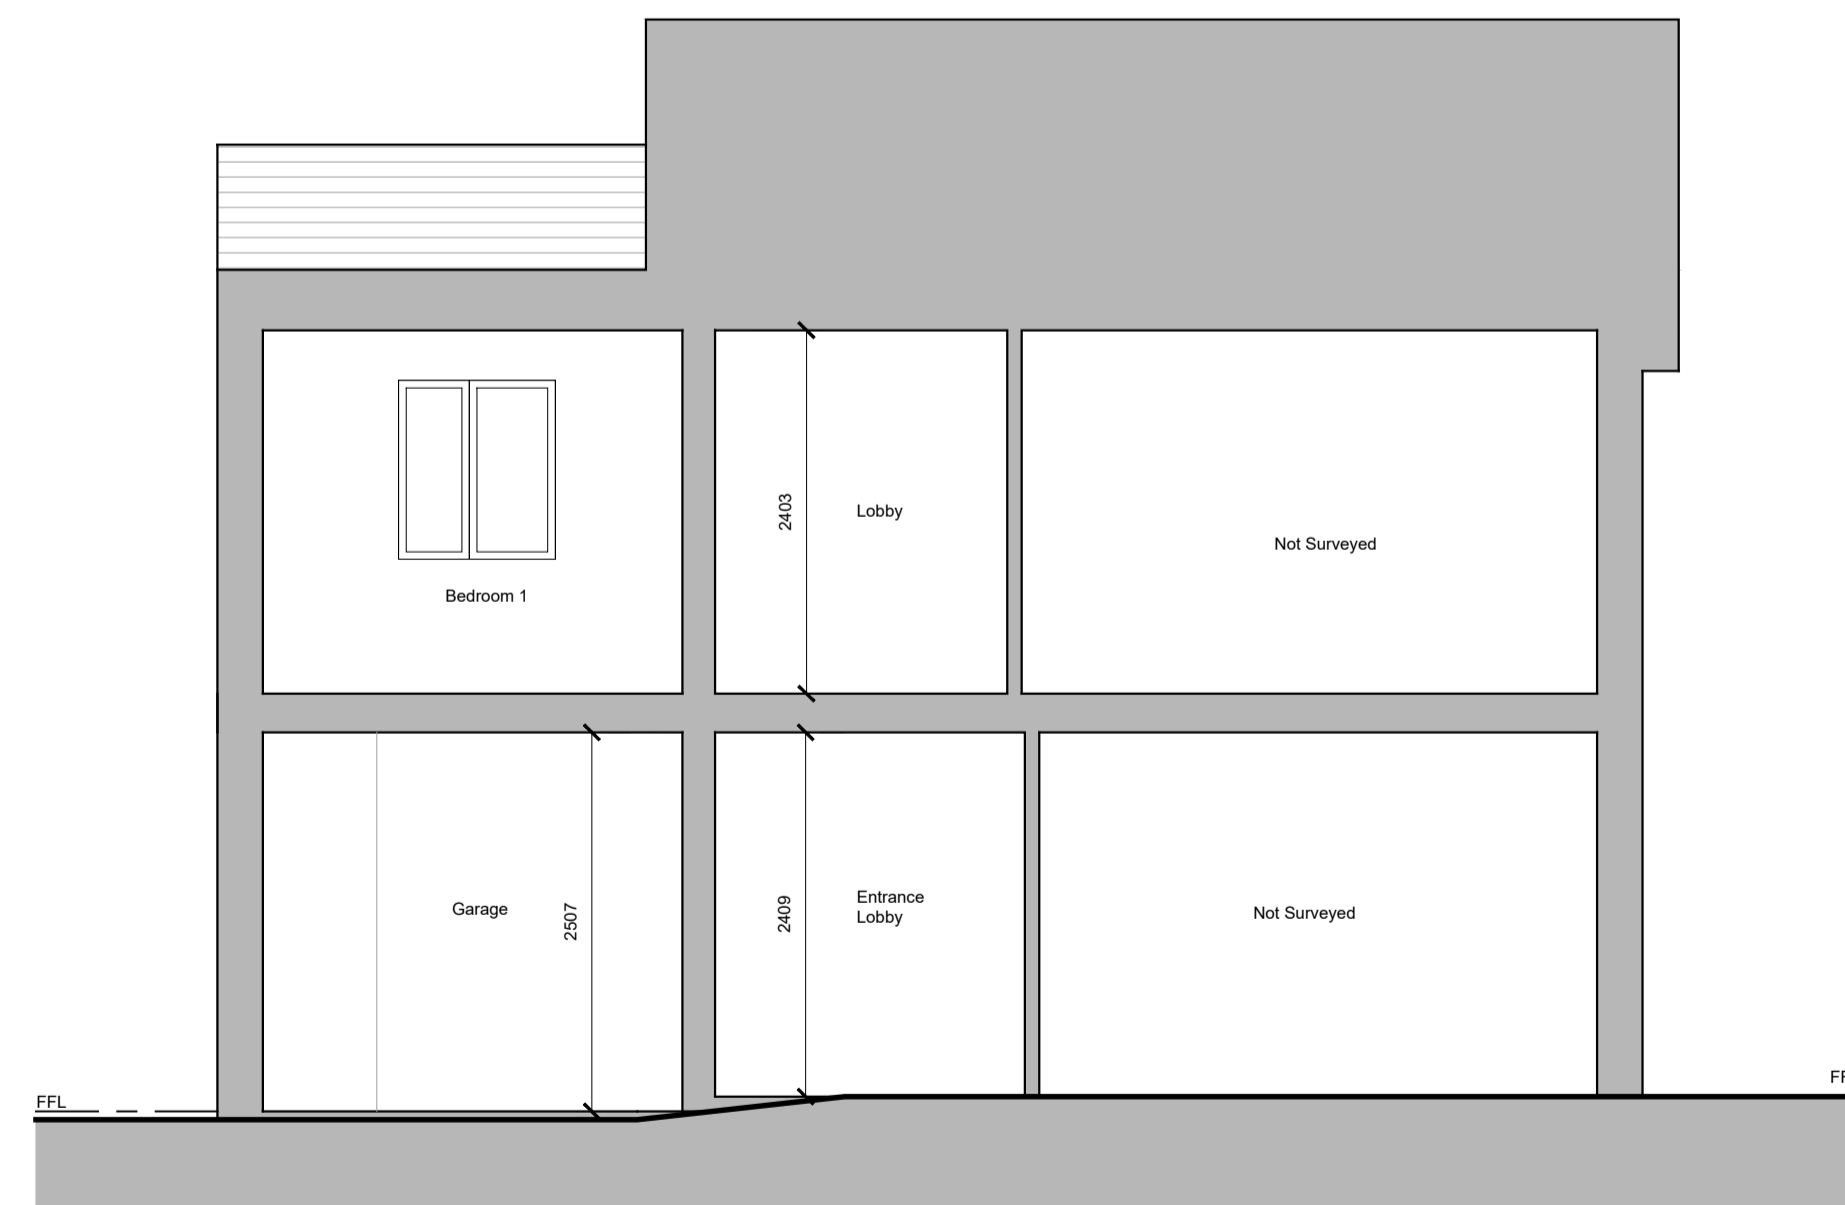 2403
Lobby
Not Surveyed
Bedroom 1
Garage
2507
2409
Entrance
Lobby
Not Surveyed
FFL